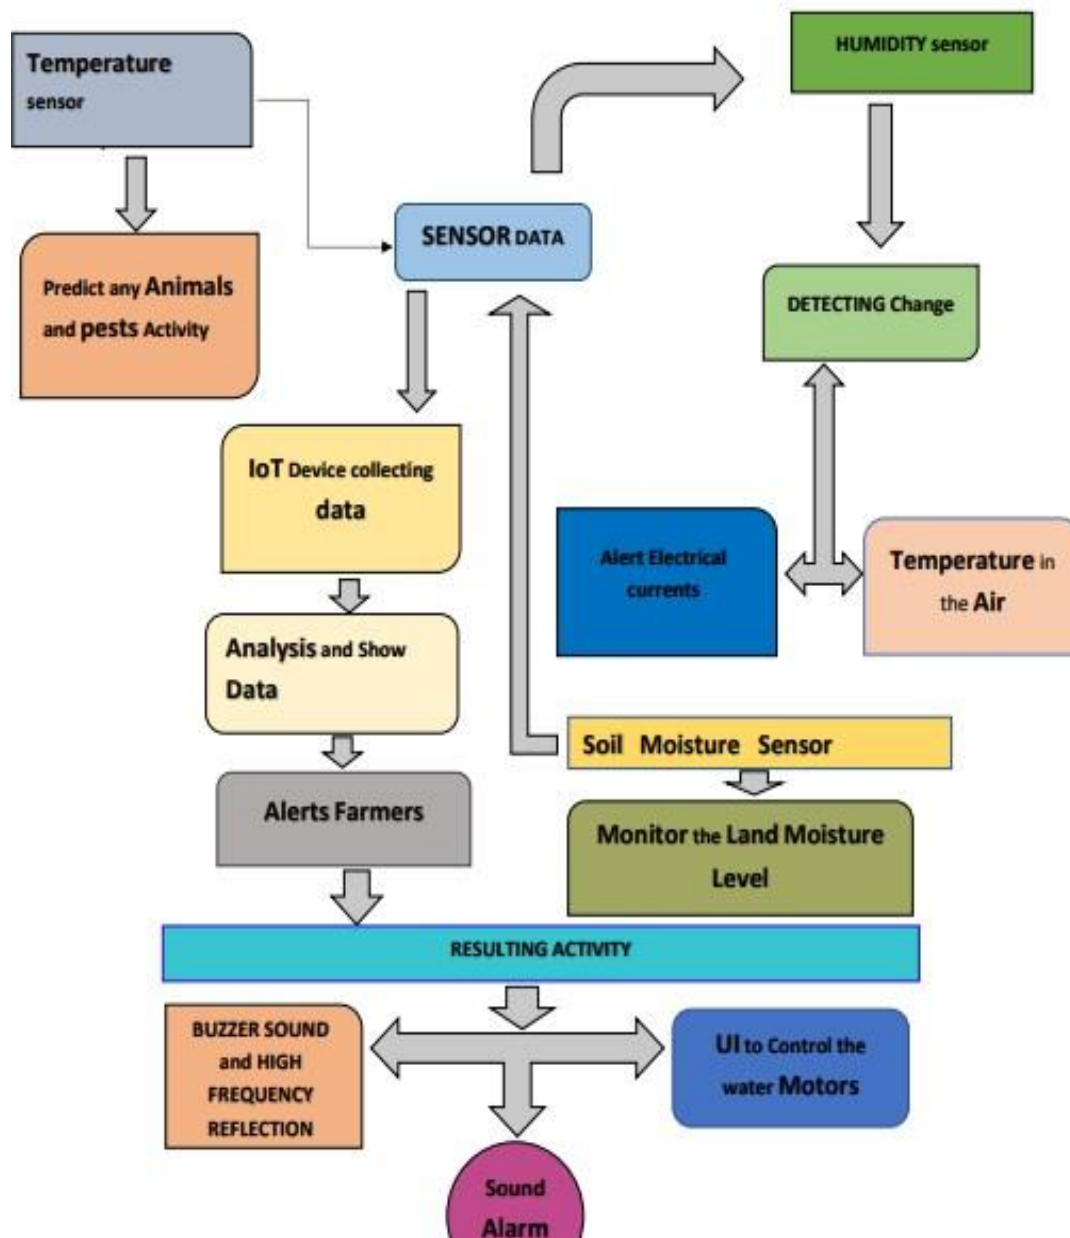 Temperature
sensor
HUMIDITY sensor
SENSOR DATA
Predict any Animals
and pests Activity
DETECTING Change
IoT Device collecting
data
Alert Electrical
currents
Temperature in
the Air
Analysis and Show
Data
Soil Moisture Sensor
Alerts Farmers
Monitor the Land Moisture
Level
RESULTING ACTIVITY
BUZZER SOUND
and HIGH
FREQUENCY
REFLECTION
UI to Control the
water Motors
Sound
Alarm